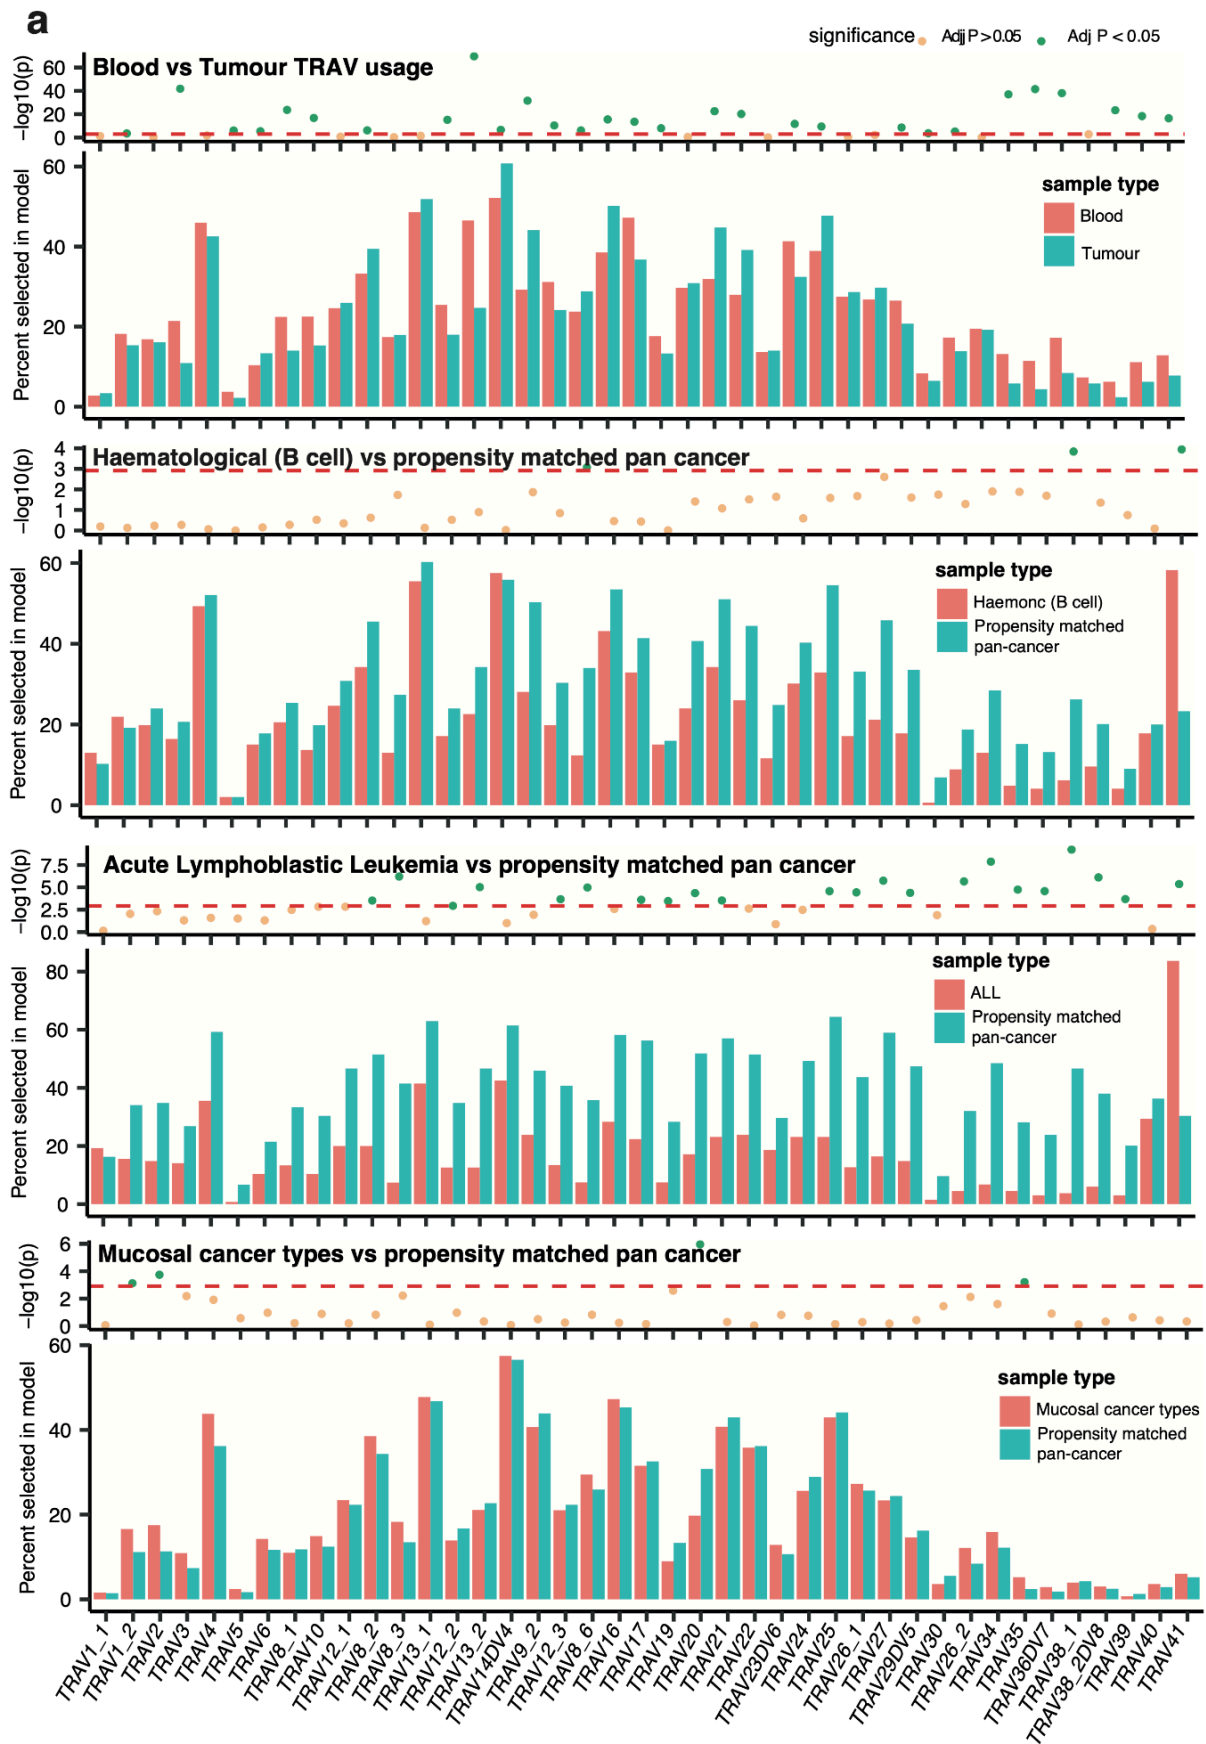 a
significance Adjj P > 0.05 Adj P < 0.05
Blood vs Tumour TRAV usage
−log10(p)
60
40
20
0
Percent selected in model
60
40
20
0
sample type
Blood
Tumour
Haematological (B cell) vs propensity matched pan cancer
−log10(p)
4
3
2
1
0
Percent selected in model
60
40
20
0
sample type
Haemonc (B cell)
Propensity matched
pan-cancer
Acute Lymphoblastic Leukemia vs propensity matched pan cancer
−log10(p)
7.5
5.0
2.5
0.0
Percent selected in model
80
60
40
20
0
sample type
ALL
Propensity matched
pan-cancer
Mucosal cancer types vs propensity matched pan cancer
−log10(p)
6
4
2
0
Percent selected in model
60
40
20
0
sample type
Mucosal cancer types
Propensity matched
pan-cancer
TRAV1_1
TRAV1_2
TRAV2
TRAV3
TRAV4
TRAV5
TRAV6
TRAV8_1
TRAV10
TRAV12_1
TRAV8_2
TRAV8_3
TRAV13_1
TRAV12_2
TRAV13_2
TRAV14DV4
TRAV9_2
TRAV12_3
TRAV8_6
TRAV16
TRAV17
TRAV19
TRAV20
TRAV21
TRAV22
TRAV23DV6
TRAV24
TRAV25
TRAV26_1
TRAV27
TRAV29DV5
TRAV30
TRAV26_2
TRAV34
TRAV35
TRAV36DV7
TRAV38_1
TRAV38_2DV8
TRAV39
TRAV40
TRAV41